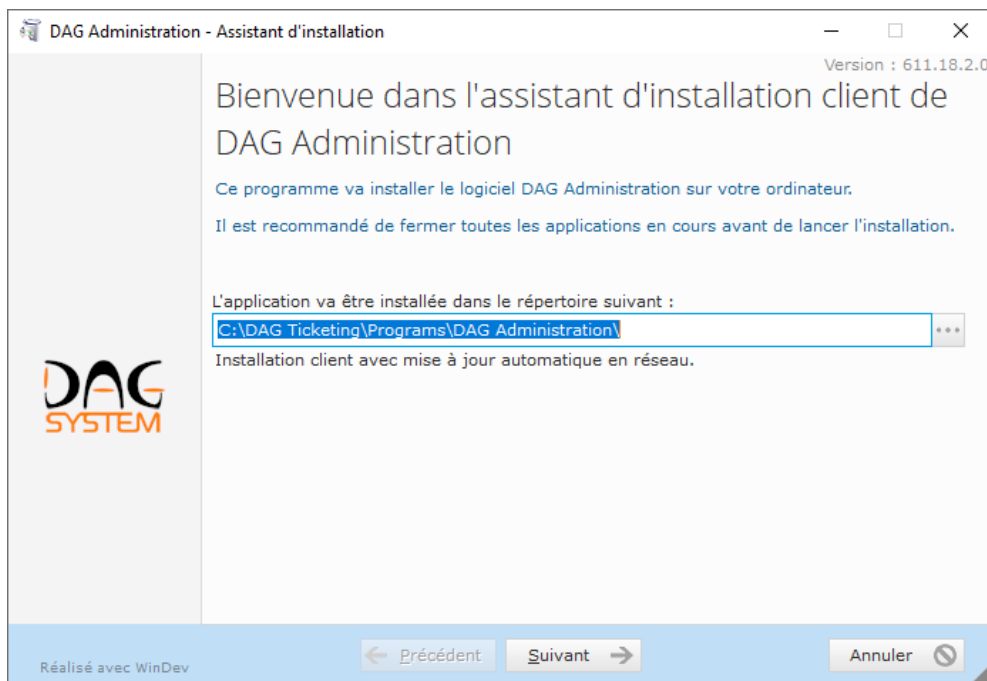 DAG Administration - Assistant d'installation
Version : 611.18.2.0
Bienvenue dans l'assistant d'installation client de
DAG Administration
Ce programme va installer le logiciel DAG Administration sur votre ordinateur.
Il est recommandé de fermer toutes les applications en cours avant de lancer l'installation.
L'application va être installée dans le répertoire suivant :
C:\DAG Ticketing\Programs\DAG Administration\
Installation client avec mise à jour automatique en réseau.
DAG
SYSTEM
Réalisé avec WinDev
Précédent
Suivant
Annuler